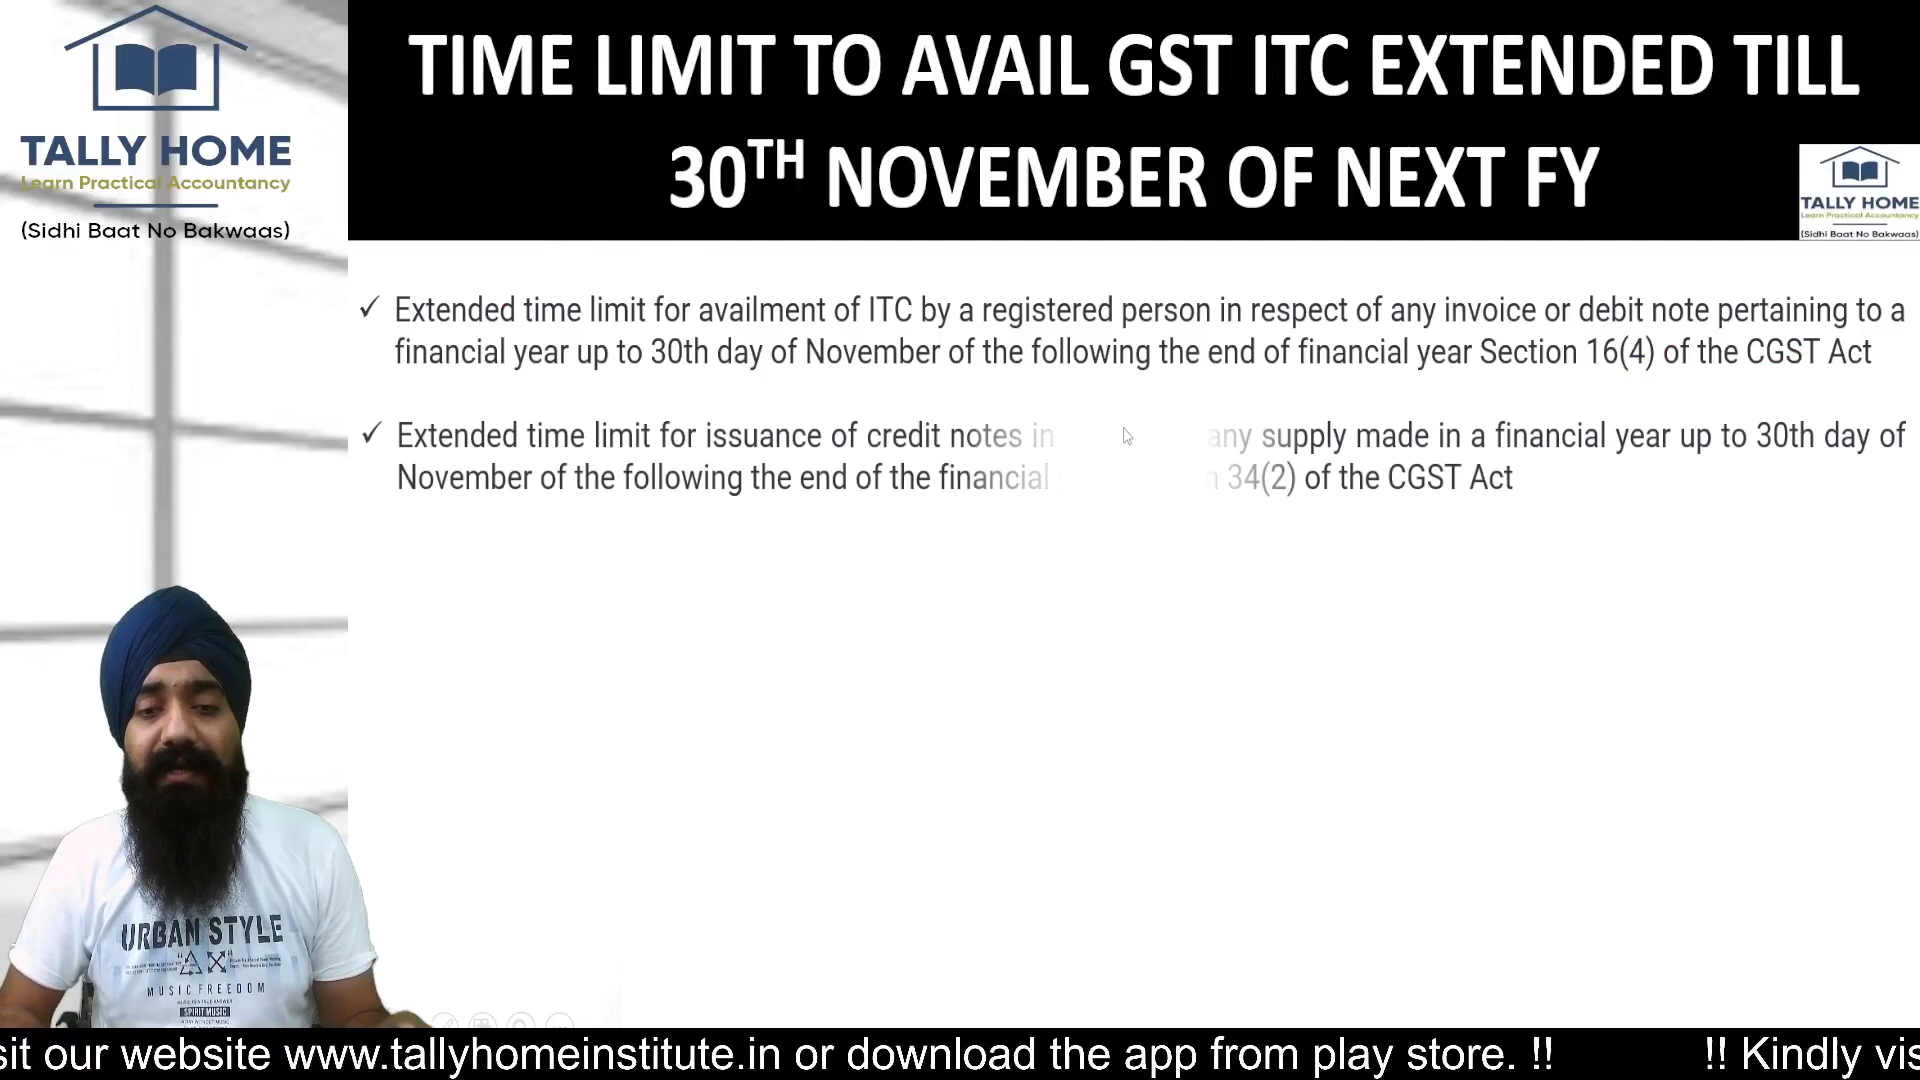 TALLY HOME
Learn Practical Accountancy
(Sidhi Baat No Bakwaas)
TIME LIMIT TO AVAIL GST ITC EXTENDED TILL
30TH NOVEMBER OF NEXT FY
TALLY HOME
Learn Practical Accountancy
(Sidhi Baat No Bakwaas)
✓ Extended time limit for availment of ITC by a registered person in respect of any invoice or debit note pertaining to a
financial year up to 30th day of November of the following the end of financial year Section 16(4) of the CGST Act
✓ Extended time limit for issuance of credit notes in any supply made in a financial year up to 30th day of
November of the following the end of the financial 34(2) of the CGST Act
URBAN STYLE
MUSIC FREEDOM
SPIRIT MUSIC
sit our website www.tallyhomeinstitute.in or download the app from play store. !! !! Kindly vis